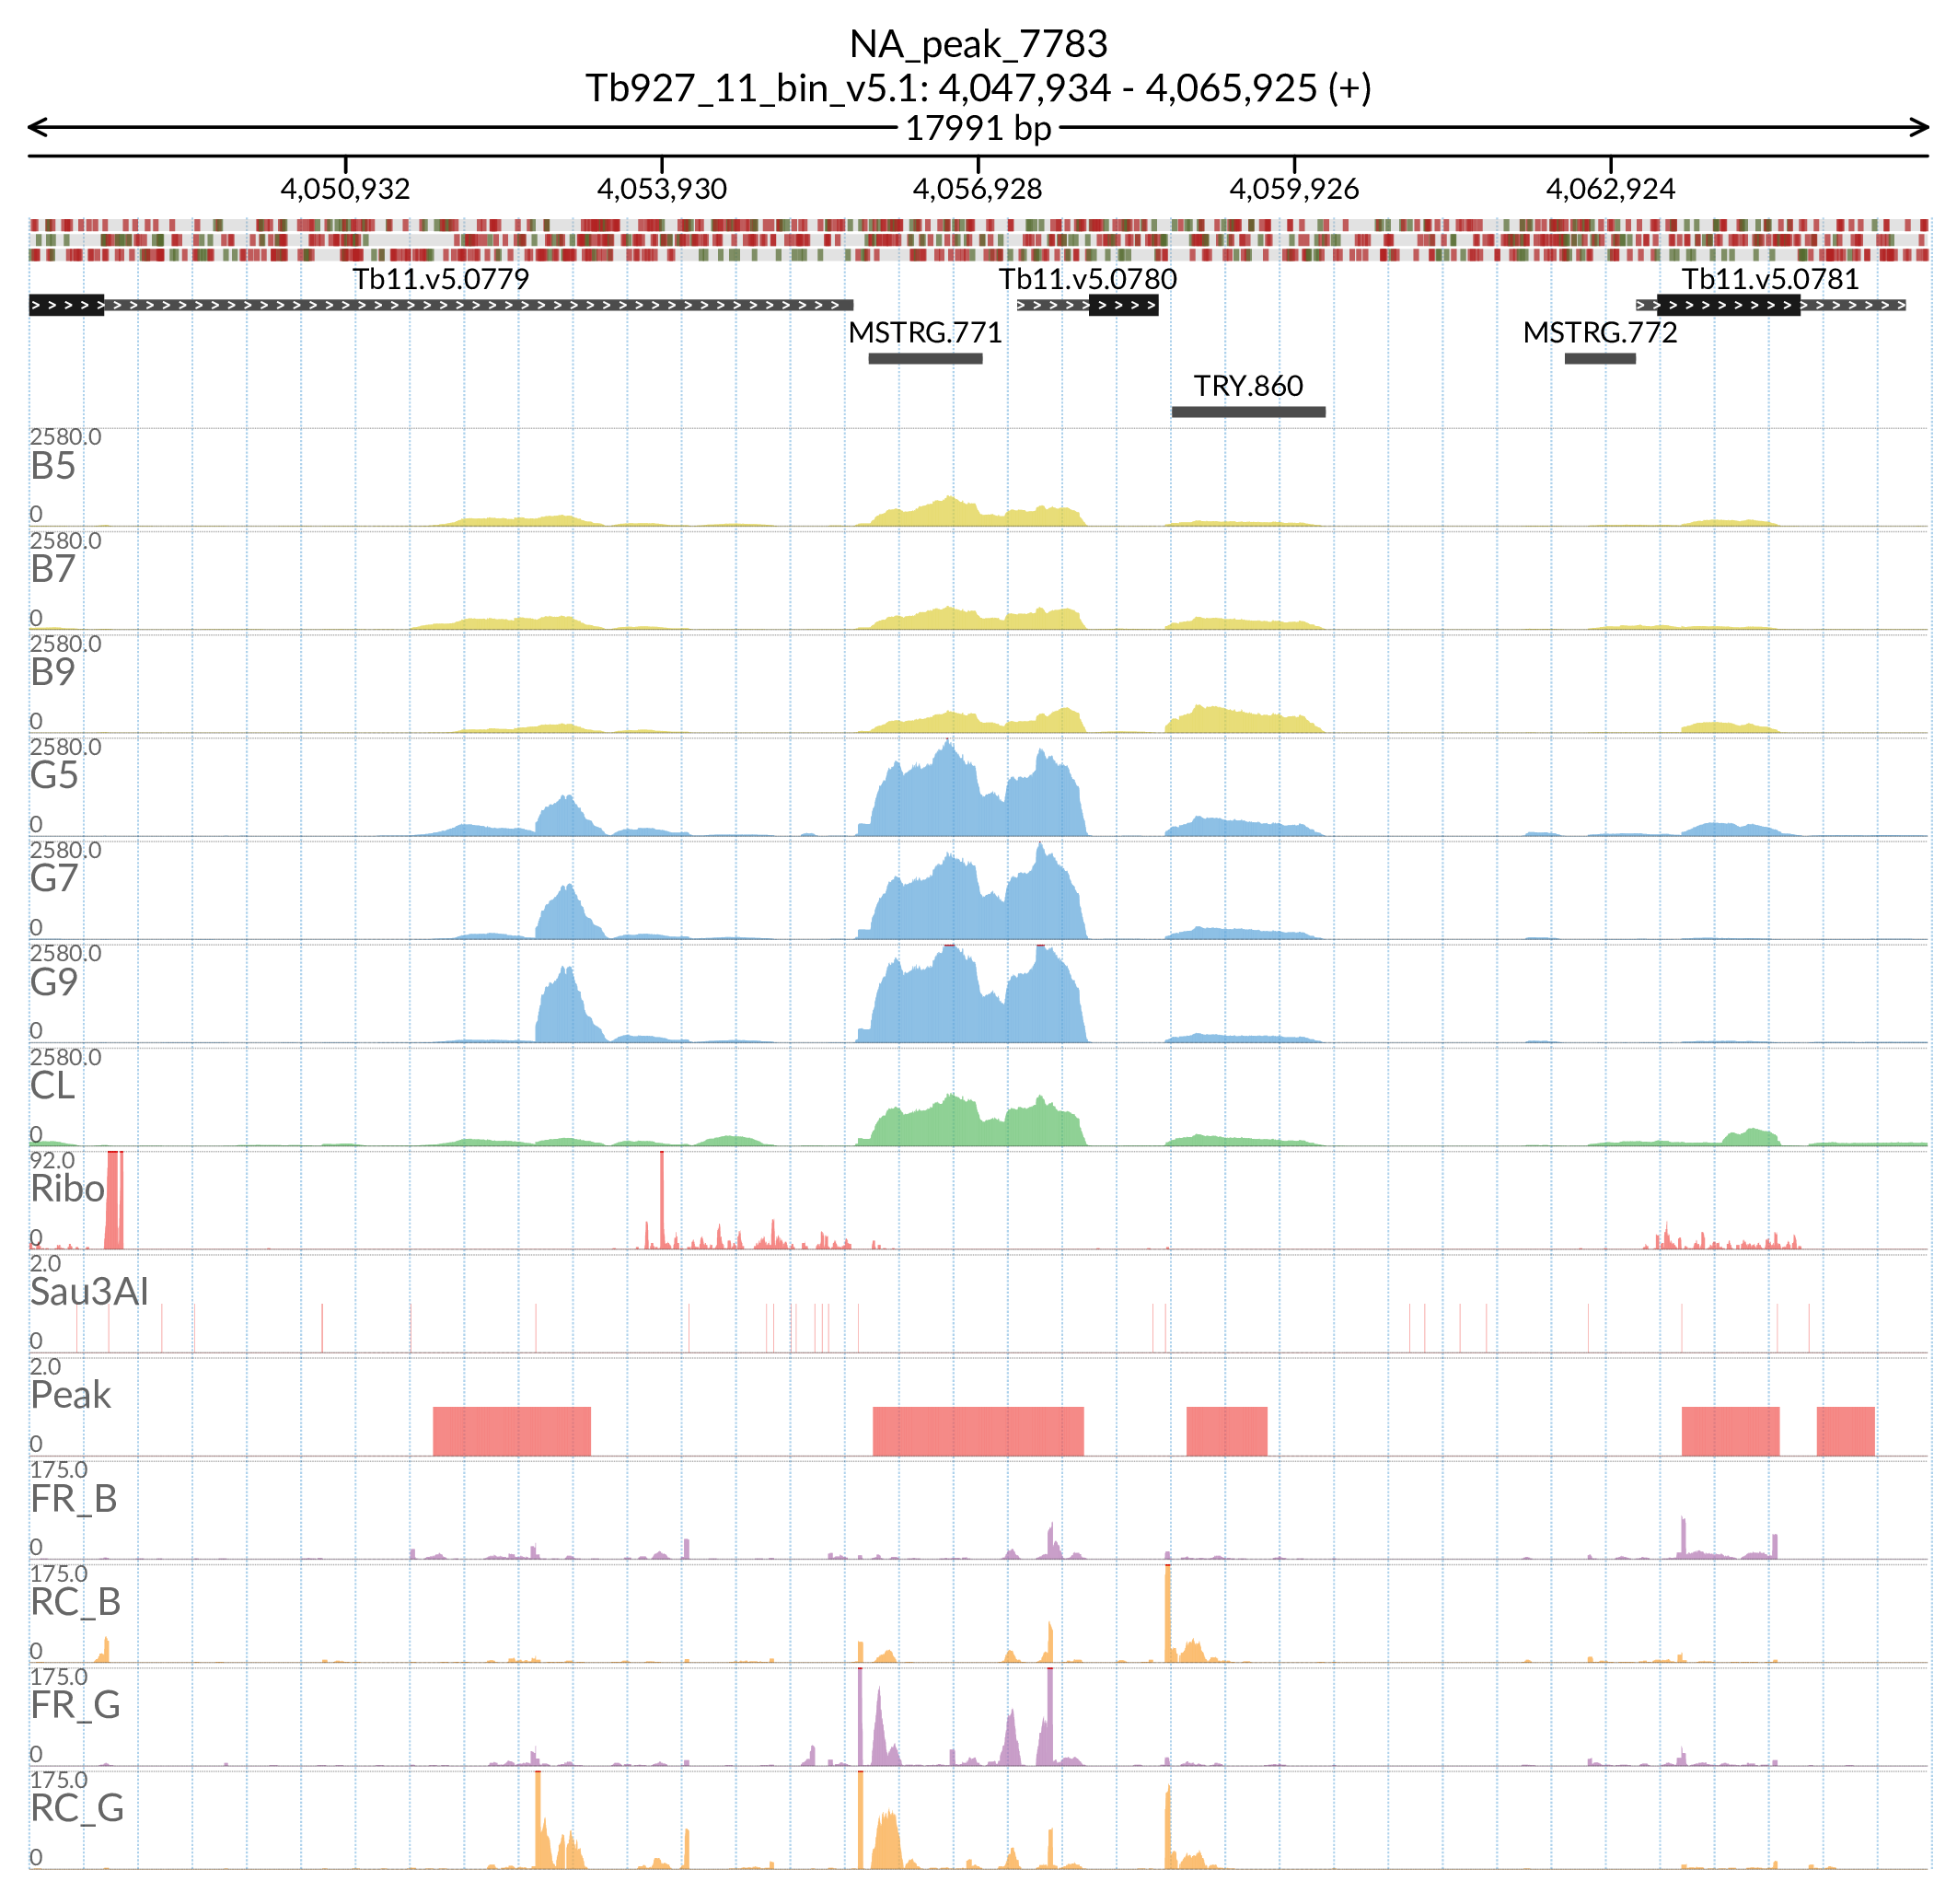 NA_peak_7783
Tb927_11_bin_v5.1: 4,047,934 - 4,065,925 (+)
17991 bp
4,050,932 4,053,930 4,056,928 4,059,926 4,062,924
Tb11.v5.0779 Tb11.v5.0780 Tb11.v5.0781
MSTRG.771 MSTRG.772
TRY.860
2580.0
B5
0
2580.0
B7
0
2580.0
B9
0
2580.0
G5
0
2580.0
G7
0
2580.0
G9
0
2580.0
CL
0
92.0
Ribo
0
2.0
Sau3AI
0
2.0
Peak
0
175.0
FR_B
0
175.0
RC_B
0
175.0
FR_G
0
175.0
RC_G
0